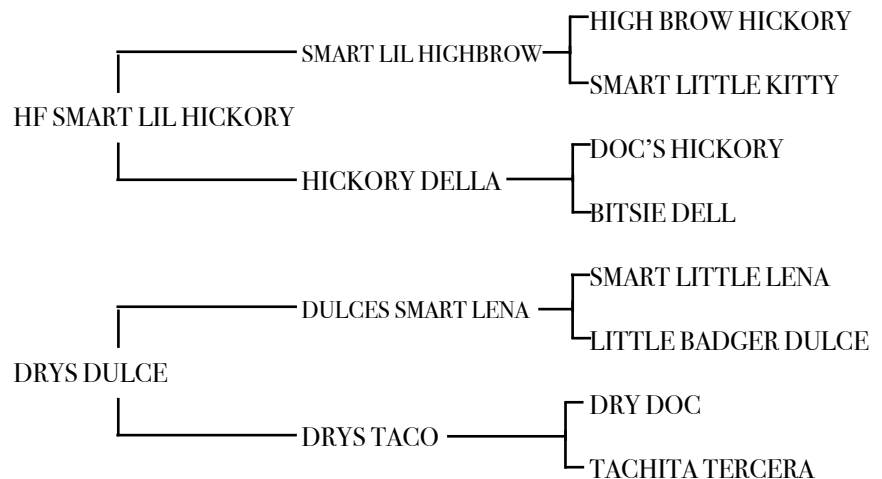 HIGH BROW HICKORY
SMART LIL HIGHBROW
SMART LITTLE KITTY
HF SMART LIL HICKORY
DOC’S HICKORY
HICKORY DELLA
BITSIE DELL
SMART LITTLE LENA
DULCES SMART LENA
LITTLE BADGER DULCE
DRYS DULCE
DRY DOC
DRYS TACO
TACHITA TERCERA